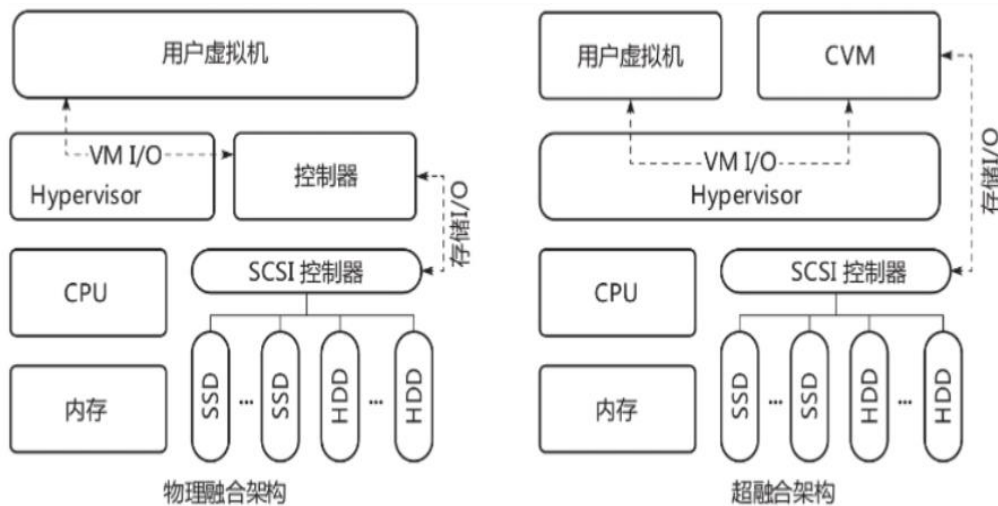 用户虚拟机
VM I/O
Hypervisor
控制器
存储I/O
CPU
SCSI 控制器
内存
SSD
...
SSD
HDD
...
HDD
物理融合架构
用户虚拟机
CVM
VM I/O
Hypervisor
存储I/O
CPU
SCSI 控制器
内存
SSD
...
SSD
HDD
...
HDD
超融合架构